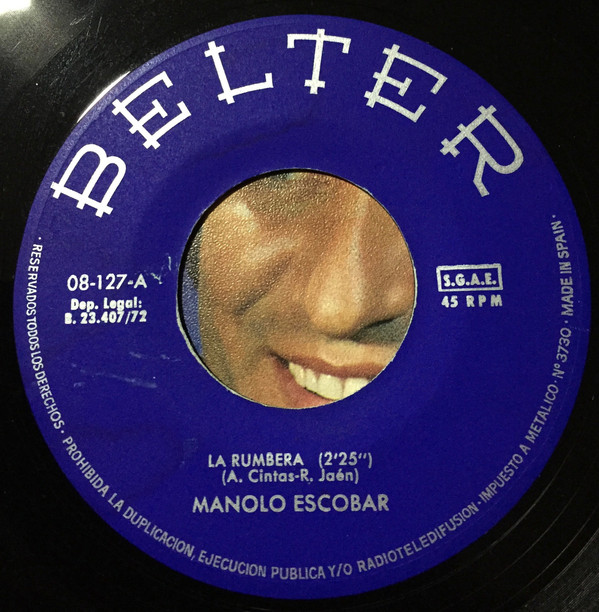 BELTER
08-127-A
Dep. Legal:
B. 23.407/72
S.G.A.E.
45 RPM
LA RUMBERA (2'25")
(A. Cintas-R. Jaén)
MANOLO ESCOBAR
· RESERVADOS TODOS LOS DERECHOS · PROHIBIDA LA DUPLICACION, EJECUCION PUBLICA Y/O RADIOTELEDIFUSION · IMPUESTO A METALICO · Nº 3730 · MADE IN SPAIN ·